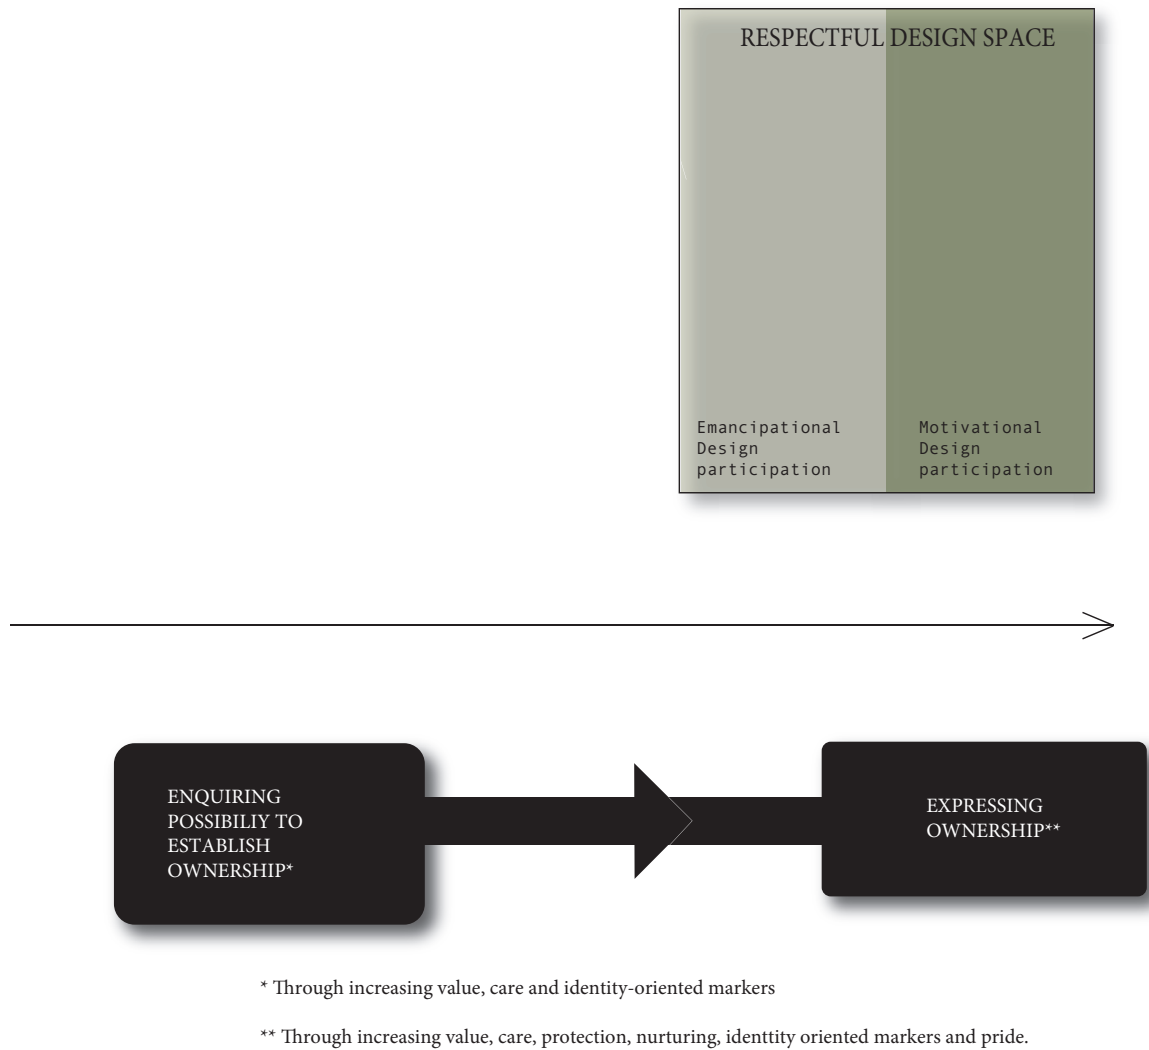 RESPECTFUL DESIGN SPACE
Emancipational
Design
participation
Motivational
Design
participation
ENQUIRING
POSSIBILIY TO
ESTABLISH
OWNERSHIP*
EXPRESSING
OWNERSHIP**
* Through increasing value, care and identity-oriented markers
** Through increasing value, care, protection, nurturing, identtity oriented markers and pride.